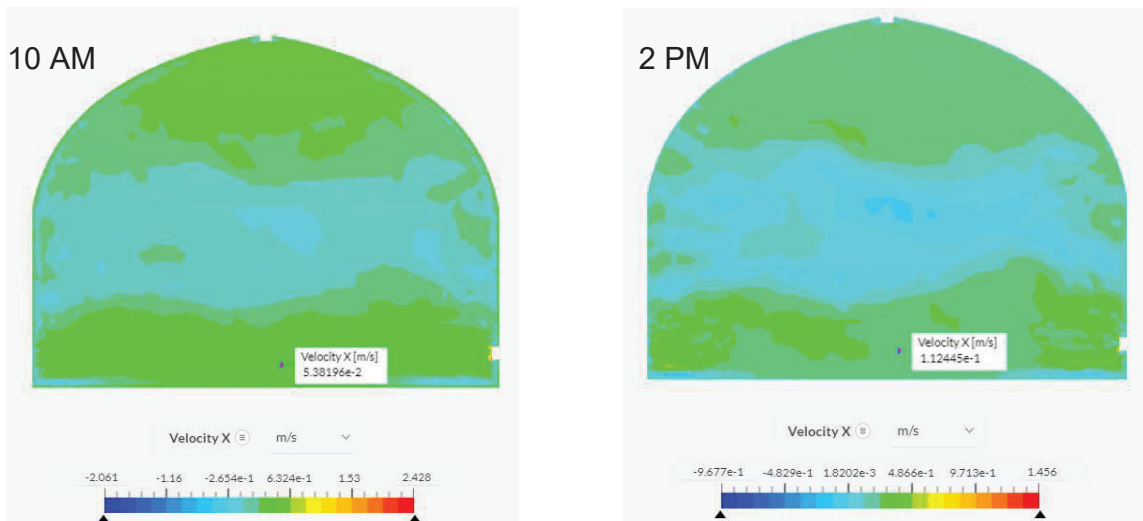 10 AM
Velocity X [m/s]
5.38196e-2
Velocity X m/s
-2.061 -1.16 -2.654e-1 6.324e-1 1.53 2.428
2 PM
Velocity X [m/s]
1.12445e-1
Velocity X m/s
-9.677e-1 -4.829e-1 1.8202e-3 4.866e-1 9.713e-1 1.456